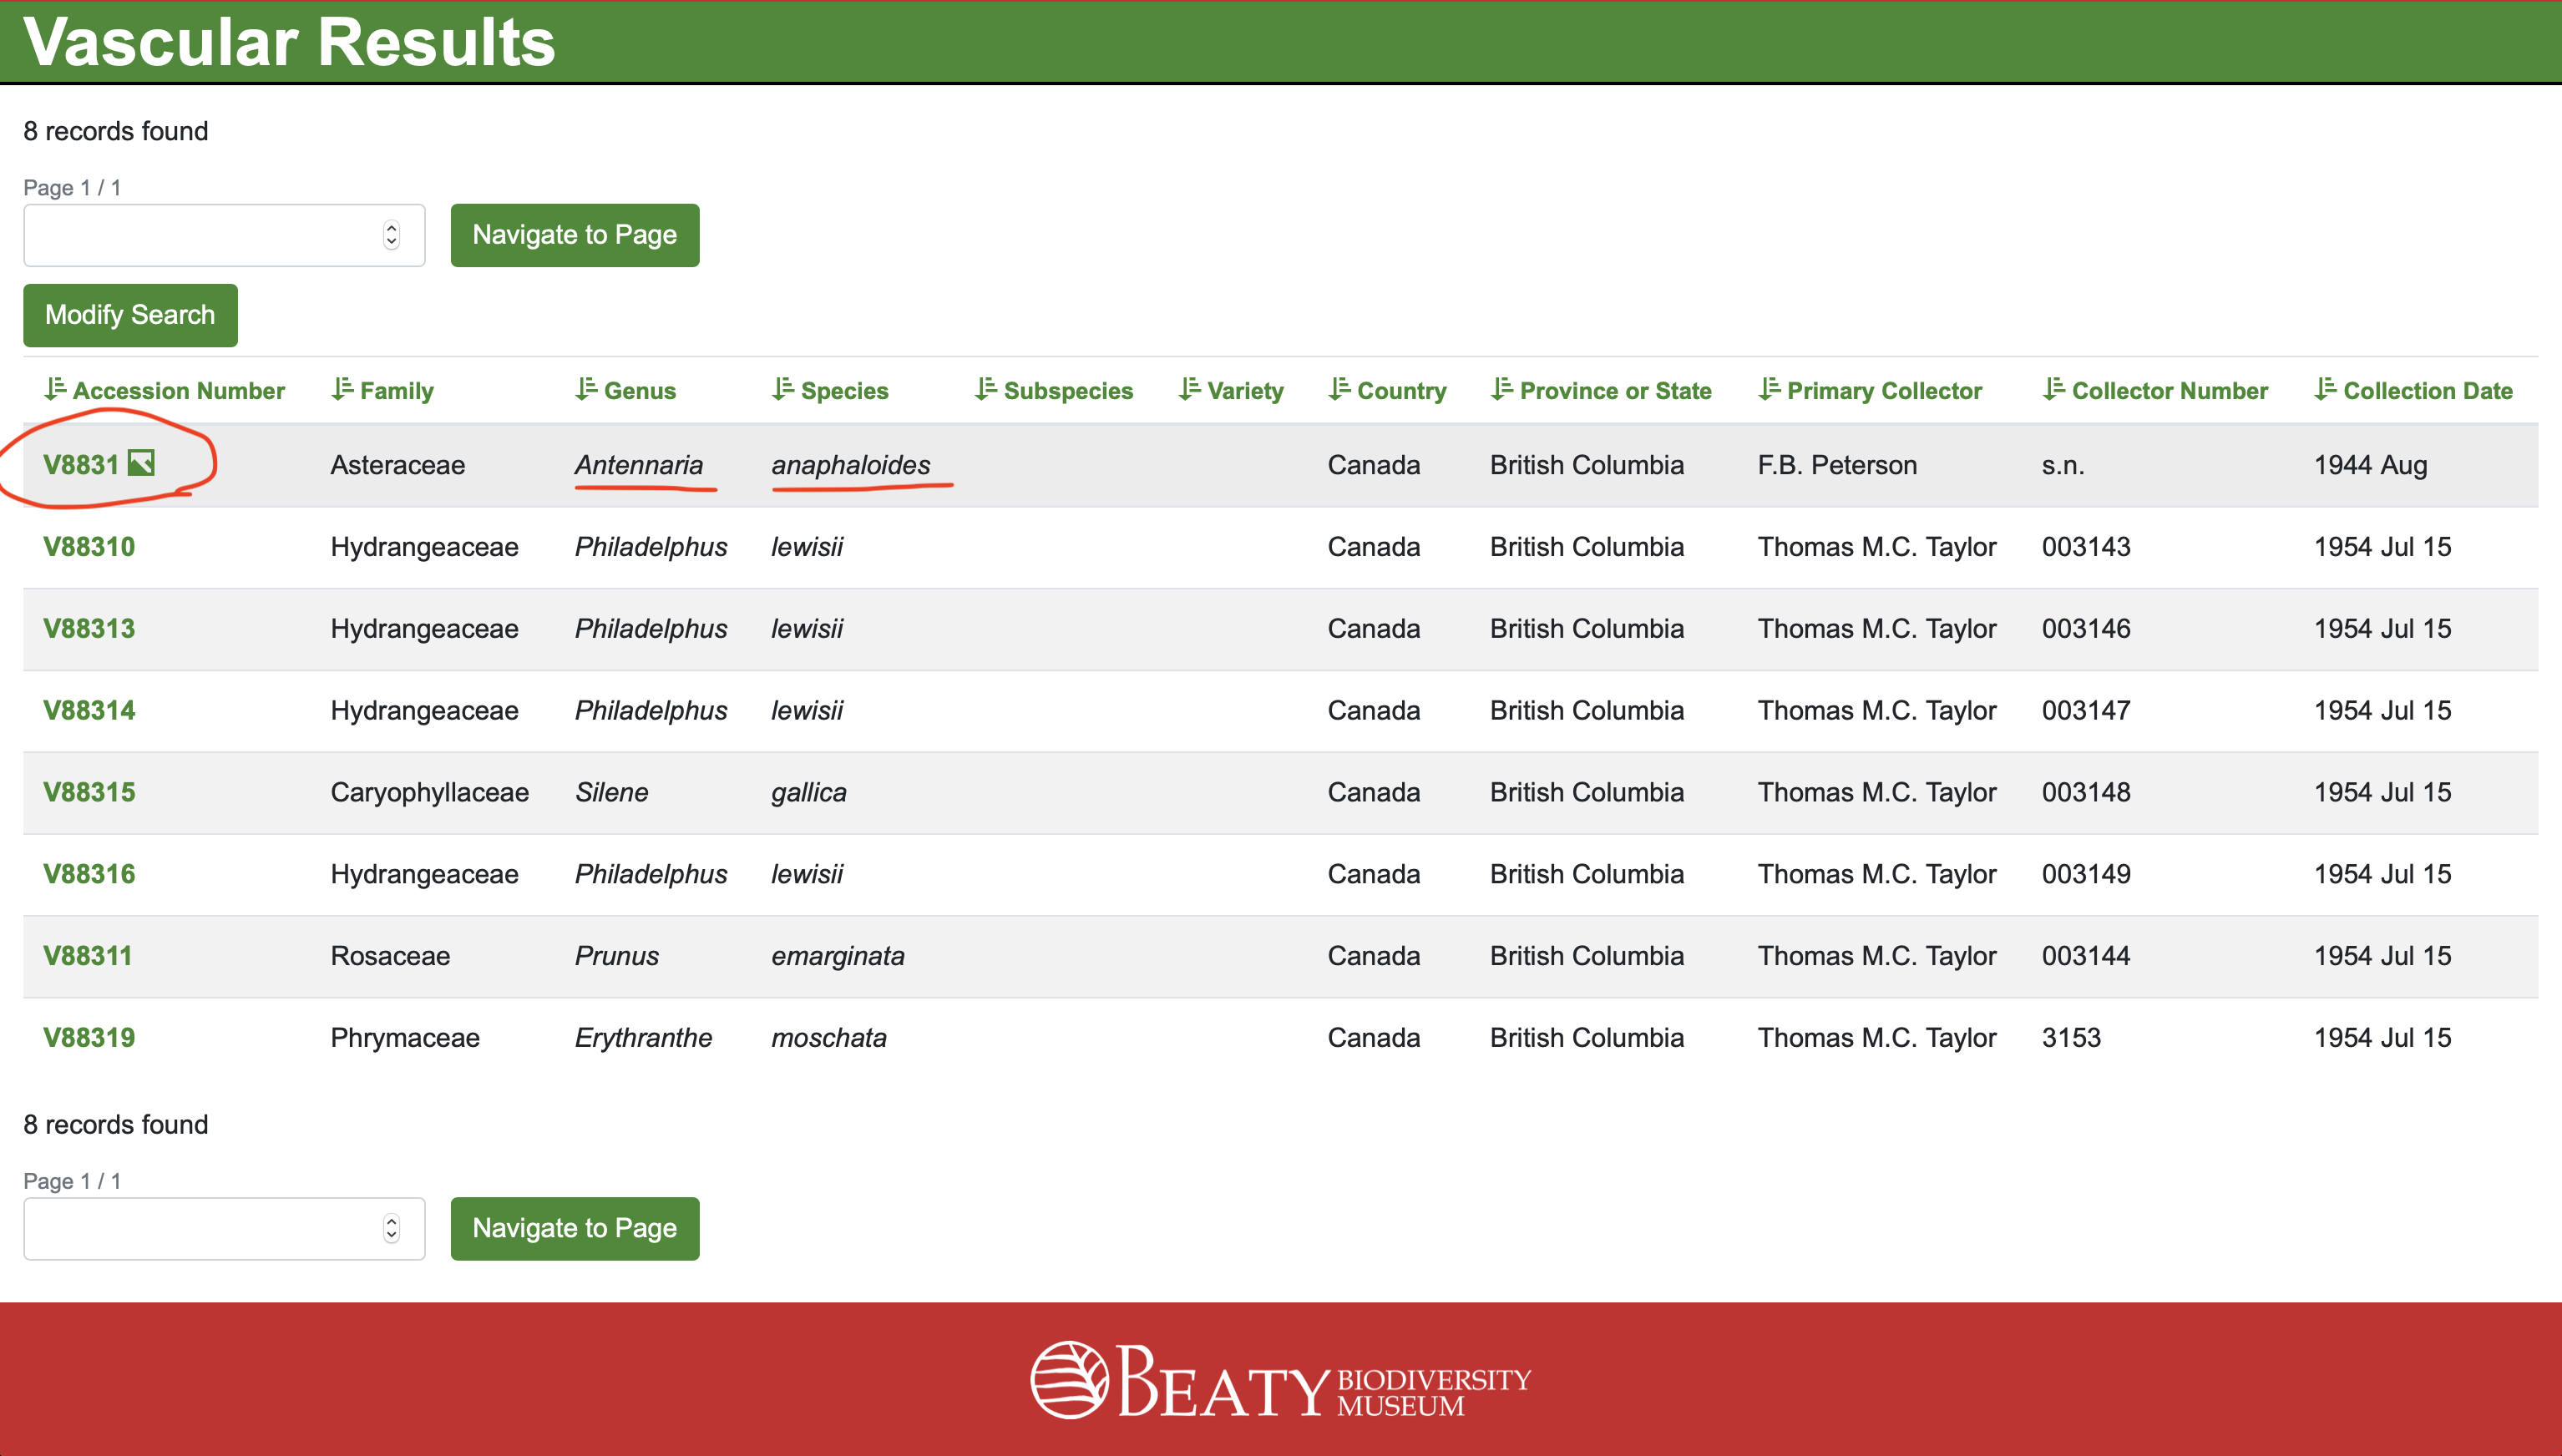 Vascular Results
8 records found
Page 1 / 1
Navigate to Page
Modify Search
Accession Number Family Genus Species Subspecies Variety Country Province or State Primary Collector Collector Number Collection Date
V8831 Asteraceae Antennaria anaphaloides Canada British Columbia F.B. Peterson s.n. 1944 Aug
V88310 Hydrangeaceae Philadelphus lewisii Canada British Columbia Thomas M.C. Taylor 003143 1954 Jul 15
V88313 Hydrangeaceae Philadelphus lewisii Canada British Columbia Thomas M.C. Taylor 003146 1954 Jul 15
V88314 Hydrangeaceae Philadelphus lewisii Canada British Columbia Thomas M.C. Taylor 003147 1954 Jul 15
V88315 Caryophyllaceae Silene gallica Canada British Columbia Thomas M.C. Taylor 003148 1954 Jul 15
V88316 Hydrangeaceae Philadelphus lewisii Canada British Columbia Thomas M.C. Taylor 003149 1954 Jul 15
V88311 Rosaceae Prunus emarginata Canada British Columbia Thomas M.C. Taylor 003144 1954 Jul 15
V88319 Phrymaceae Erythranthe moschata Canada British Columbia Thomas M.C. Taylor 3153 1954 Jul 15
8 records found
Page 1 / 1
Navigate to Page
BEATY BIODIVERSITY
MUSEUM